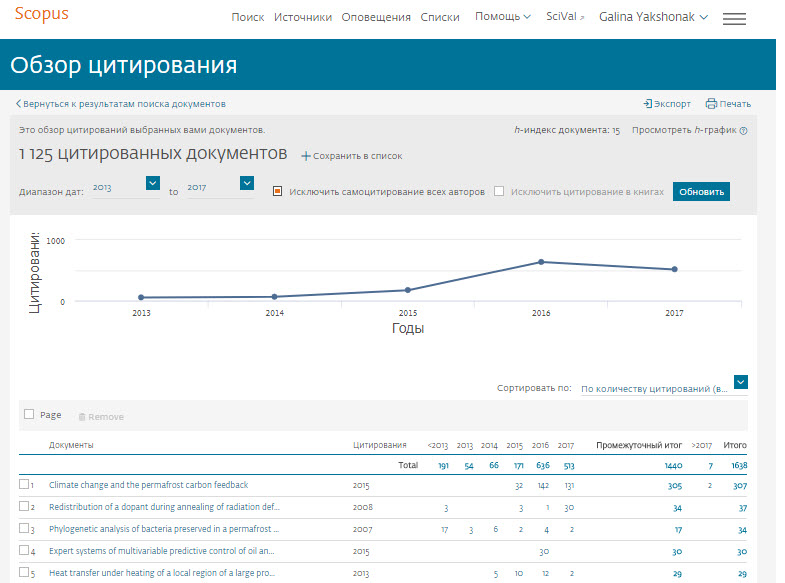 Scopus
Поиск Источники Оповещения Списки Помощь SciVal Galina Yakshonak
Обзор цитирования
Вернуться к результатам поиска документов
Экспорт Печать
Это обзор цитирований выбранных вами документов.
h-индекс документа: 15 Просмотреть h-график
1 125 цитированных документов
Сохранить в список
Диапазон дат: 2013 to 2017 Исключить самоцитирование всех авторов Исключить цитирование в книгах Обновить
Цитировани
1000
0
2013 2014 2015 2016 2017
Годы
Сортировать по: По количеству цитирований (в...
Page Remove
Документы Цитирования <2013 2013 2014 2015 2016 2017 Промежуточный итог >2017 Итого
Total 191 54 66 171 636 513 1440 7 1638
1 Climate change and the permafrost carbon feedback 2015 32 142 131 305 2 307
2 Redistribution of a dopant during annealing of radiation def... 2008 3 3 1 30 34 37
3 Phylogenetic analysis of bacteria preserved in a permafrost ... 2007 17 3 6 2 4 2 17 34
4 Expert systems of multivariable predictive control of oil an... 2015 30 30 30
5 Heat transfer under heating of a local region of a large pro... 2013 5 10 12 2 29 29